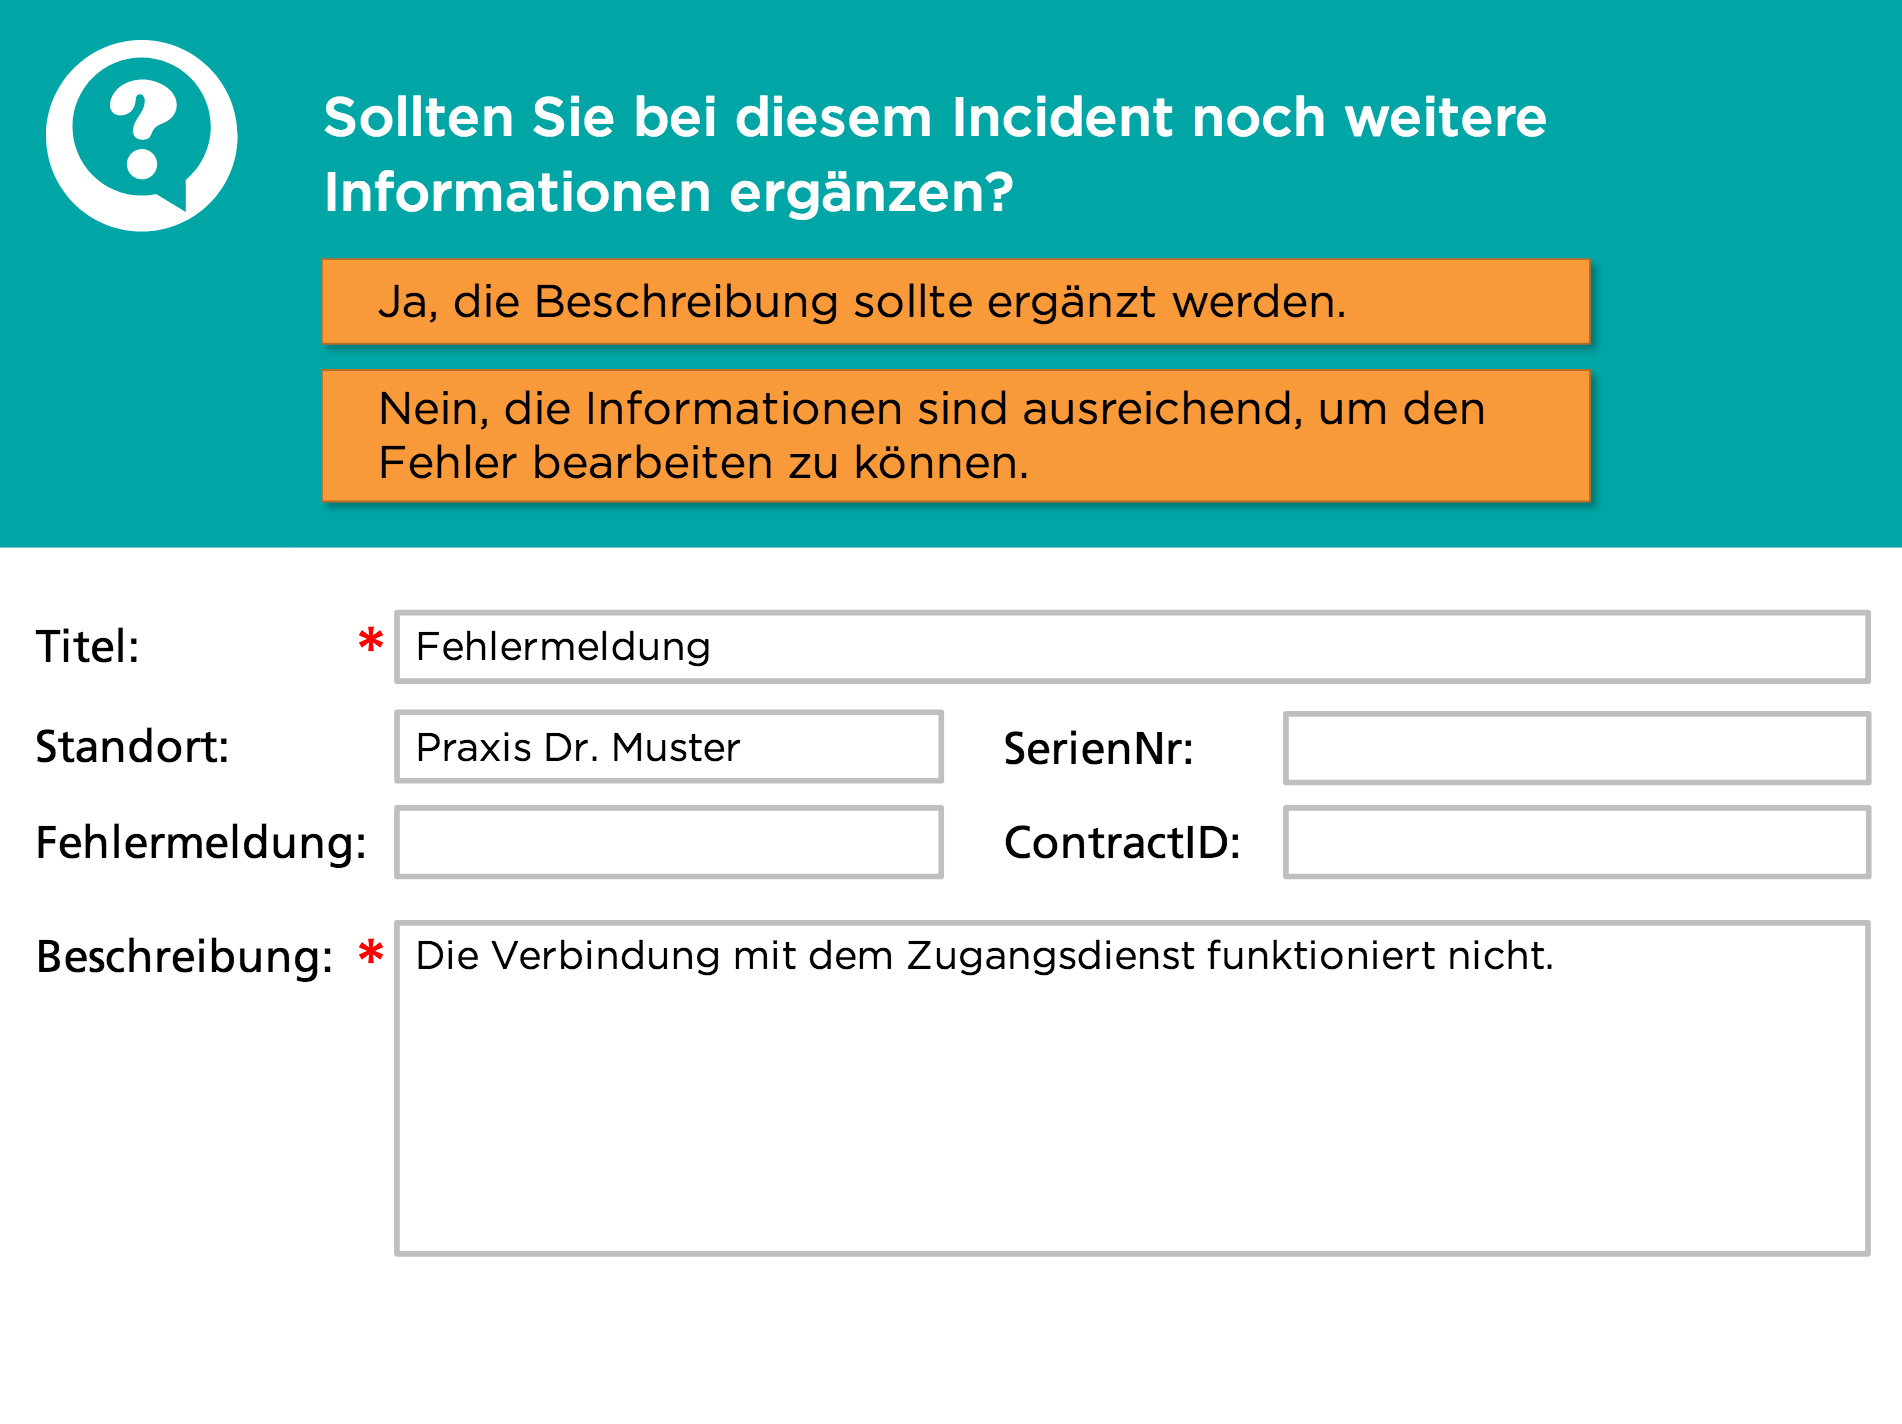 Sollten Sie bei diesem Incident noch weitere
Informationen ergänzen?
Ja, die Beschreibung sollte ergänzt werden.
Nein, die Informationen sind ausreichend, um den
Fehler bearbeiten zu können.
Titel: * Fehlermeldung
Standort: Praxis Dr. Muster SerienNr:
Fehlermeldung: ContractID:
Beschreibung: * Die Verbindung mit dem Zugangsdienst funktioniert nicht.